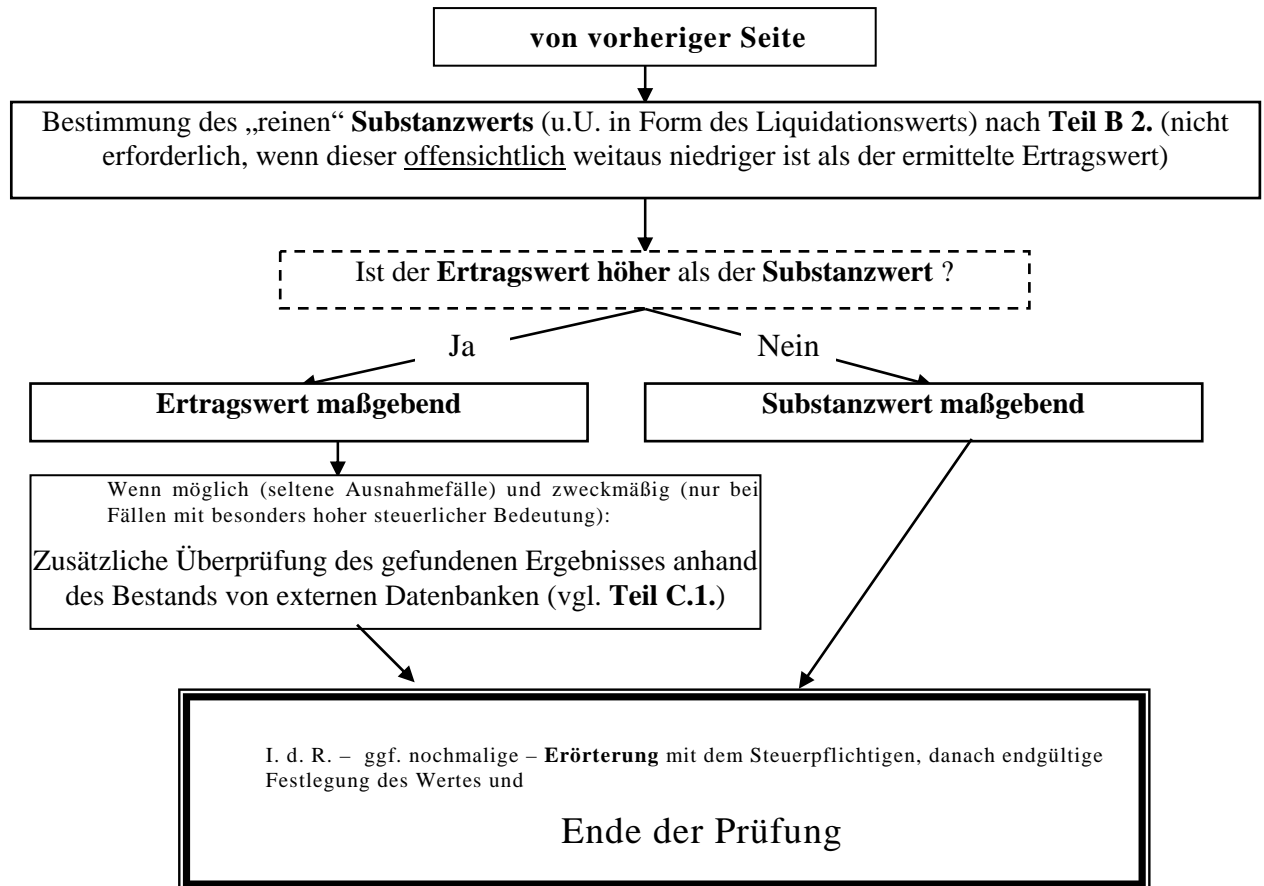 von vorheriger Seite
Bestimmung des „reinen“ Substanzwerts (u.U. in Form des Liquidationswerts) nach Teil B 2. (nicht
erforderlich, wenn dieser offensichtlich weitaus niedriger ist als der ermittelte Ertragswert)
Ist der Ertragswert höher als der Substanzwert ?
Ja
Nein
Ertragswert maßgebend
Substanzwert maßgebend
Wenn möglich (seltene Ausnahmefälle) und zweckmäßig (nur bei
Fällen mit besonders hoher steuerlicher Bedeutung):
Zusätzliche Überprüfung des gefundenen Ergebnisses anhand
des Bestands von externen Datenbanken (vgl. Teil C.1.)
I. d. R. – ggf. nochmalige – Erörterung mit dem Steuerpflichtigen, danach endgültige
Festlegung des Wertes und
Ende der Prüfung